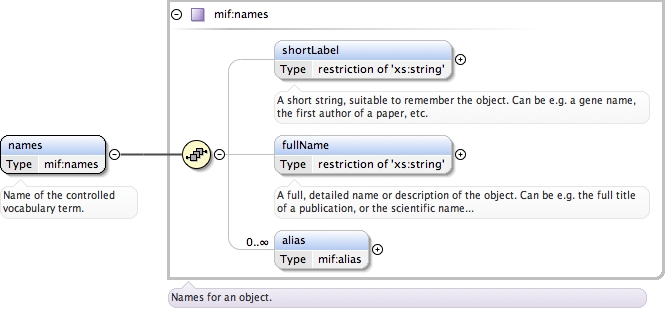 mif:names
shortLabel
Type restriction of 'xs:string'
A short string, suitable to remember the object. Can be e.g. a gene name,
the first author of a paper, etc.
names
Type mif:names
Name of the controlled
vocabulary term.
fullName
Type restriction of 'xs:string'
A full, detailed name or description of the object. Can be e.g. the full title
of a publication, or the scientific name...
0..∞
alias
Type mif:alias
Names for an object.